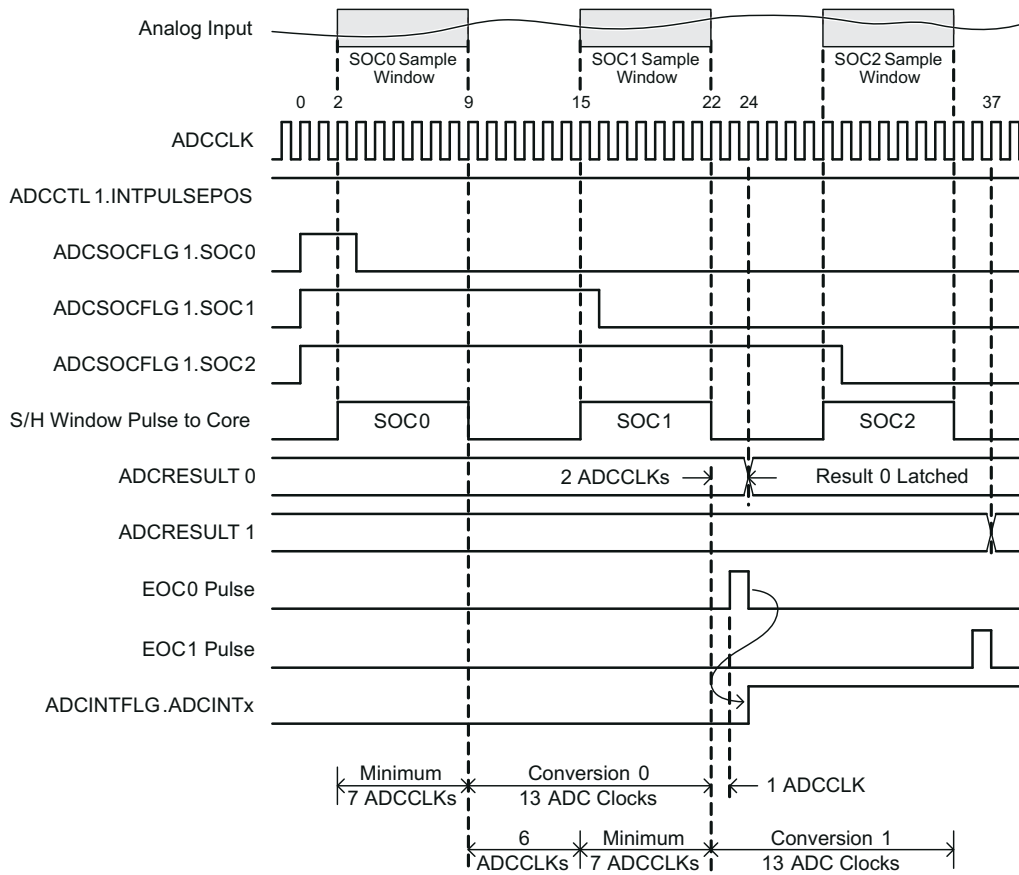 Analog Input
SOC0 Sample
Window
SOC1 Sample
Window
SOC2 Sample
Window
0 2 9 15 22 24 37
ADCCLK
ADCCTL 1.INTPULSEPOS
ADCSOCFLG 1.SOC0
ADCSOCFLG 1.SOC1
ADCSOCFLG 1.SOC2
S/H Window Pulse to Core SOC0 SOC1 SOC2
ADCRESULT 0 2 ADCCLKs Result 0 Latched
ADCRESULT 1
EOC0 Pulse
EOC1 Pulse
ADCINTFLG .ADCINTx
Minimum
7 ADCCLKs
Conversion 0
13 ADC Clocks
1 ADCCLK
6
ADCCLKs
Minimum
7 ADCCLKs
Conversion 1
13 ADC Clocks